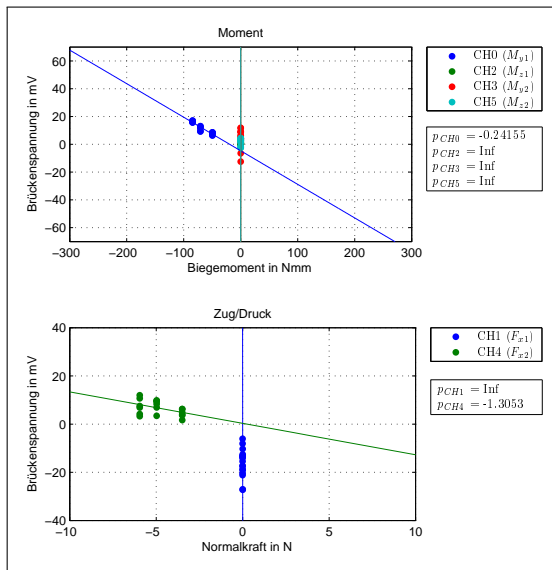 Moment
80
60
40
20
0
−20
−40
−60
Brückenspannung in mV
−300
−200
−100
0
100
200
300
Biegemoment in Nmm
CH0 (My1)
CH2 (Mz1)
CH3 (My2)
CH5 (Mz2)
pCH0 = -0.24155
pCH2 = Inf
pCH3 = Inf
pCH5 = Inf
Zug/Druck
40
20
0
−20
−40
Brückenspannung in mV
−10
−5
0
5
10
Normalkraft in N
CH1 (Fx1)
CH4 (Fx2)
pCH1 = Inf
pCH4 = -1.3053